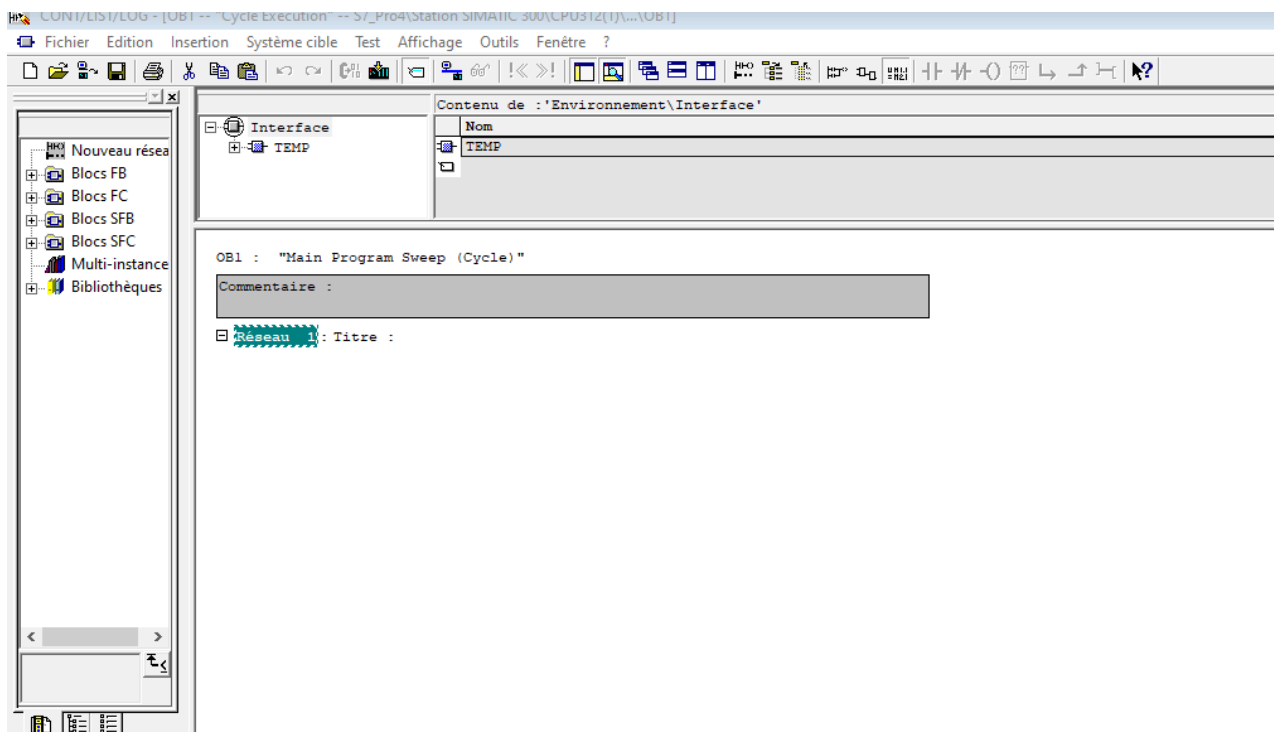 CONT/LIST/LOG - [OB1 -- "Cycle Execution" -- S7_Pro4\Station SIMATIC 300\CPU312(1)\...\OB1]
Fichier Edition Insertion Système cible Test Affichage Outils Fenêtre ?
Contenu de :'Environnement\Interface'
Interface
TEMP
Nom
TEMP
Nouveau résea
Blocs FB
Blocs FC
Blocs SFB
Blocs SFC
Multi-instance
Bibliothèques
OB1 : "Main Program Sweep (Cycle)"
Commentaire :
Réseau 1: Titre :